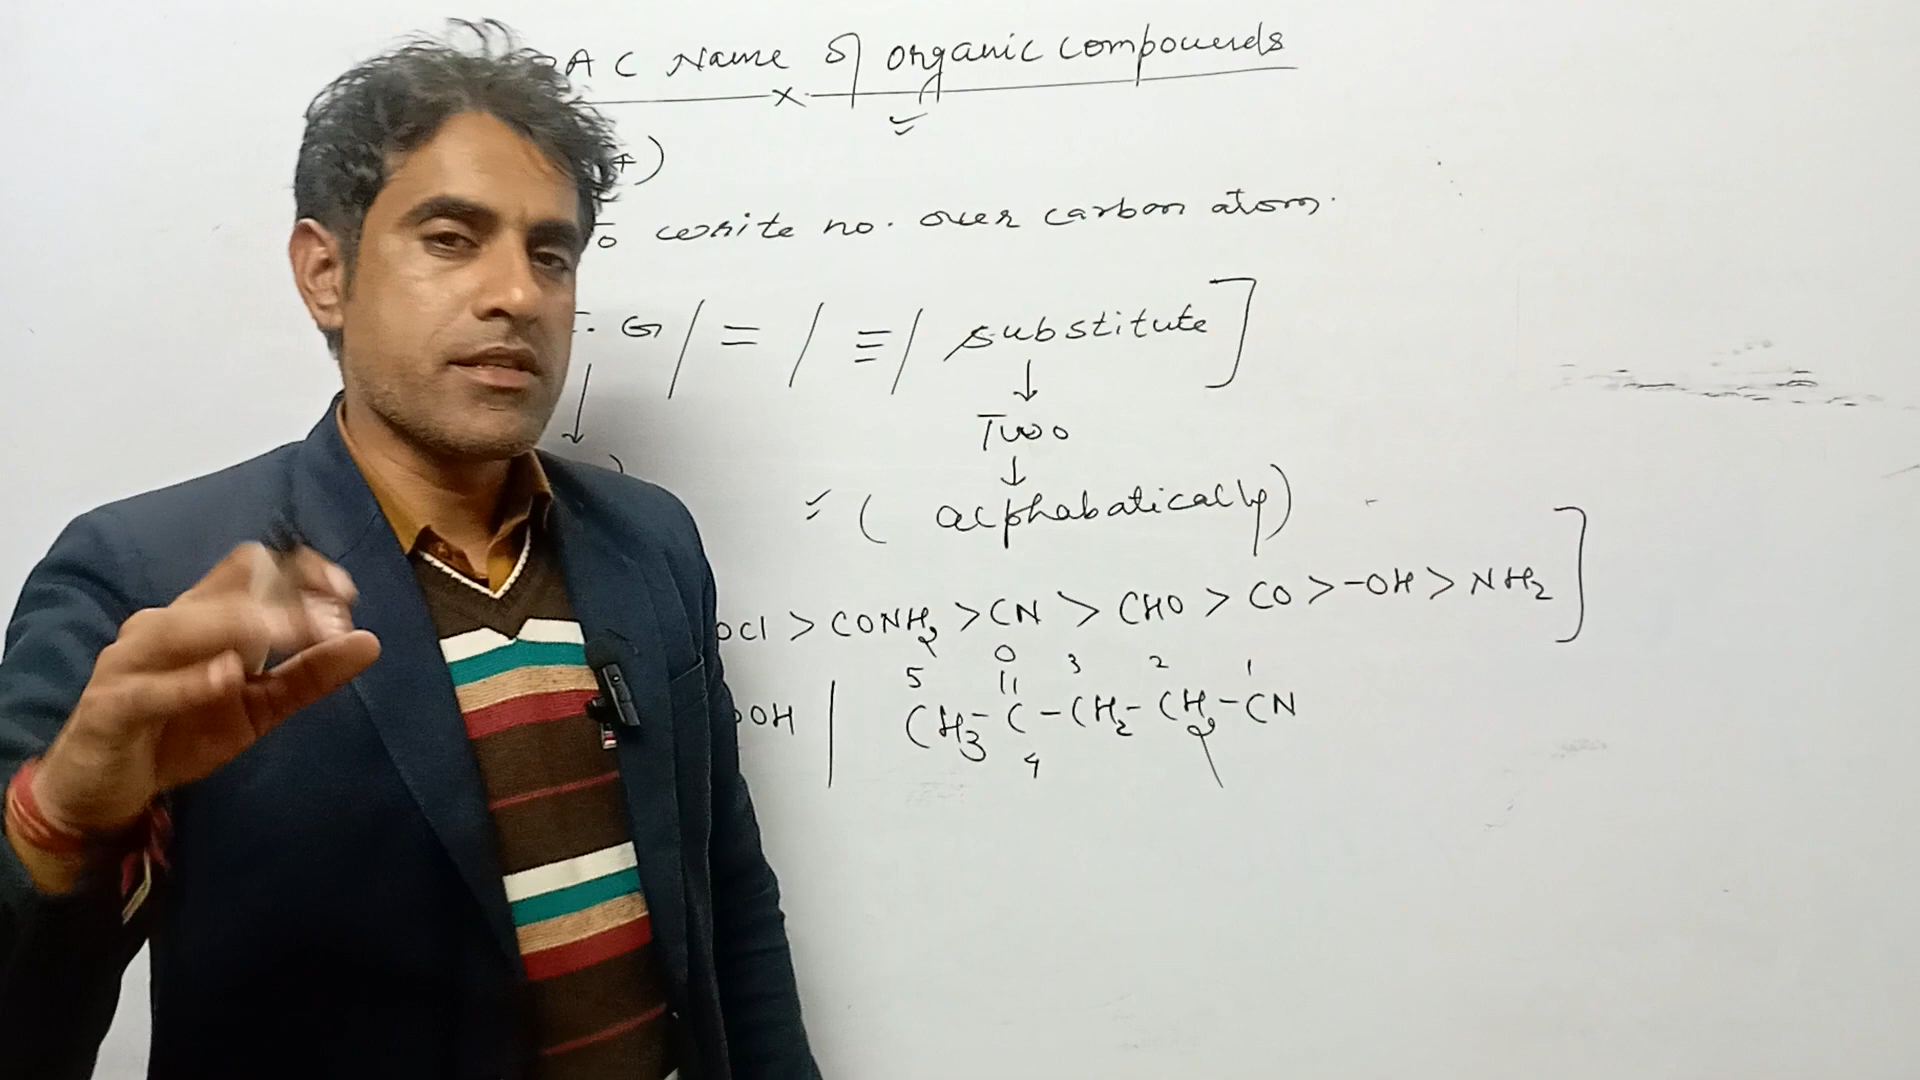 AC Name of organic compounds
x
t)
To write no. over carbon atom.
. G / = / ≡ / substitute ]
↓ ↓
Two
↓
( alphabatically )
OCl > CONH2 > CN > CHO > CO > -OH > NH2 ]
5 O 3 2 1
||
OH | CH3 - C - CH2 - CH2 - CN
4